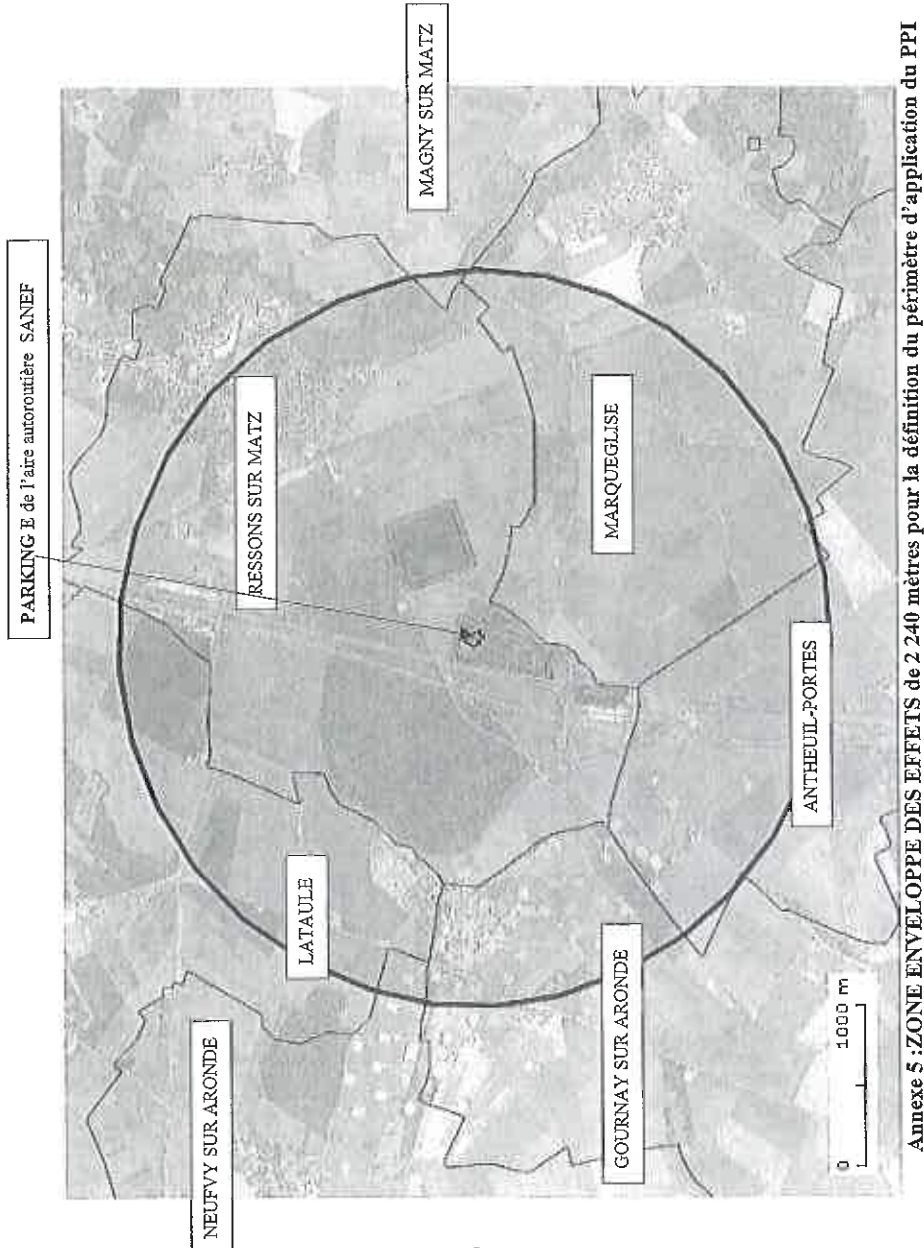 PARKING E de l'aire autoroutière SANEF
NEUFVY SUR ARONDE
LATAULE
RESSONS SUR MATZ
MAGNY SUR MATZ
GOURNAY SUR ARONDE
MARQUEGLISE
ANTHEUIL-PORTES
0 1000 m
Annexe 5 :ZONE ENVELOPPE DES EFFETS de 2 240 mètres pour la définition du périmètre d'application du PPI